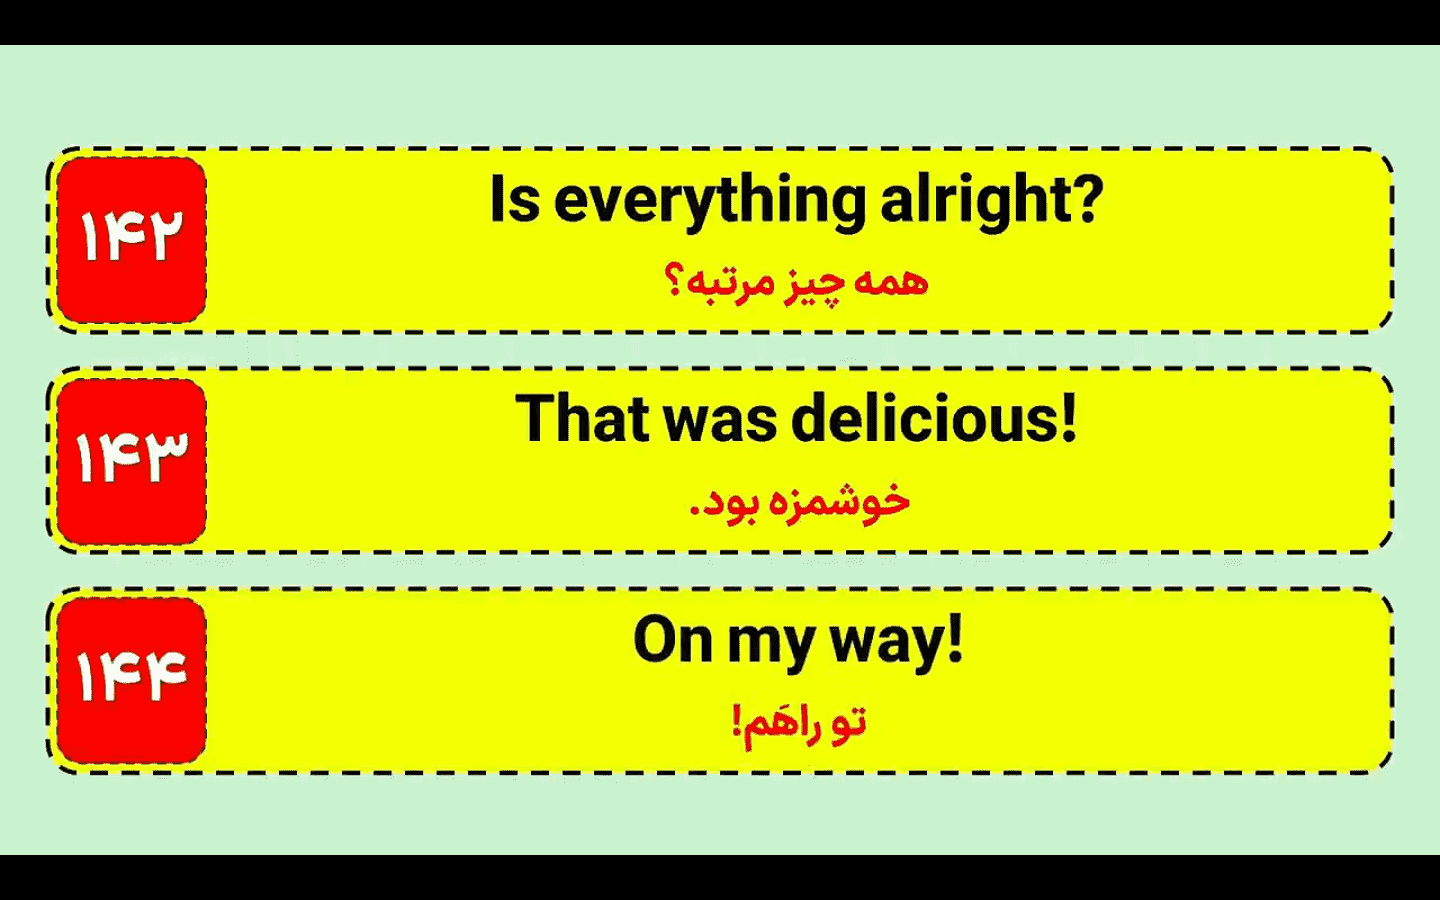 ۱۴۲
Is everything alright?
همه چیز مرتبه؟
۱۴۳
That was delicious!
خوشمزه بود.
۱۴۴
On my way!
تو راهَم!